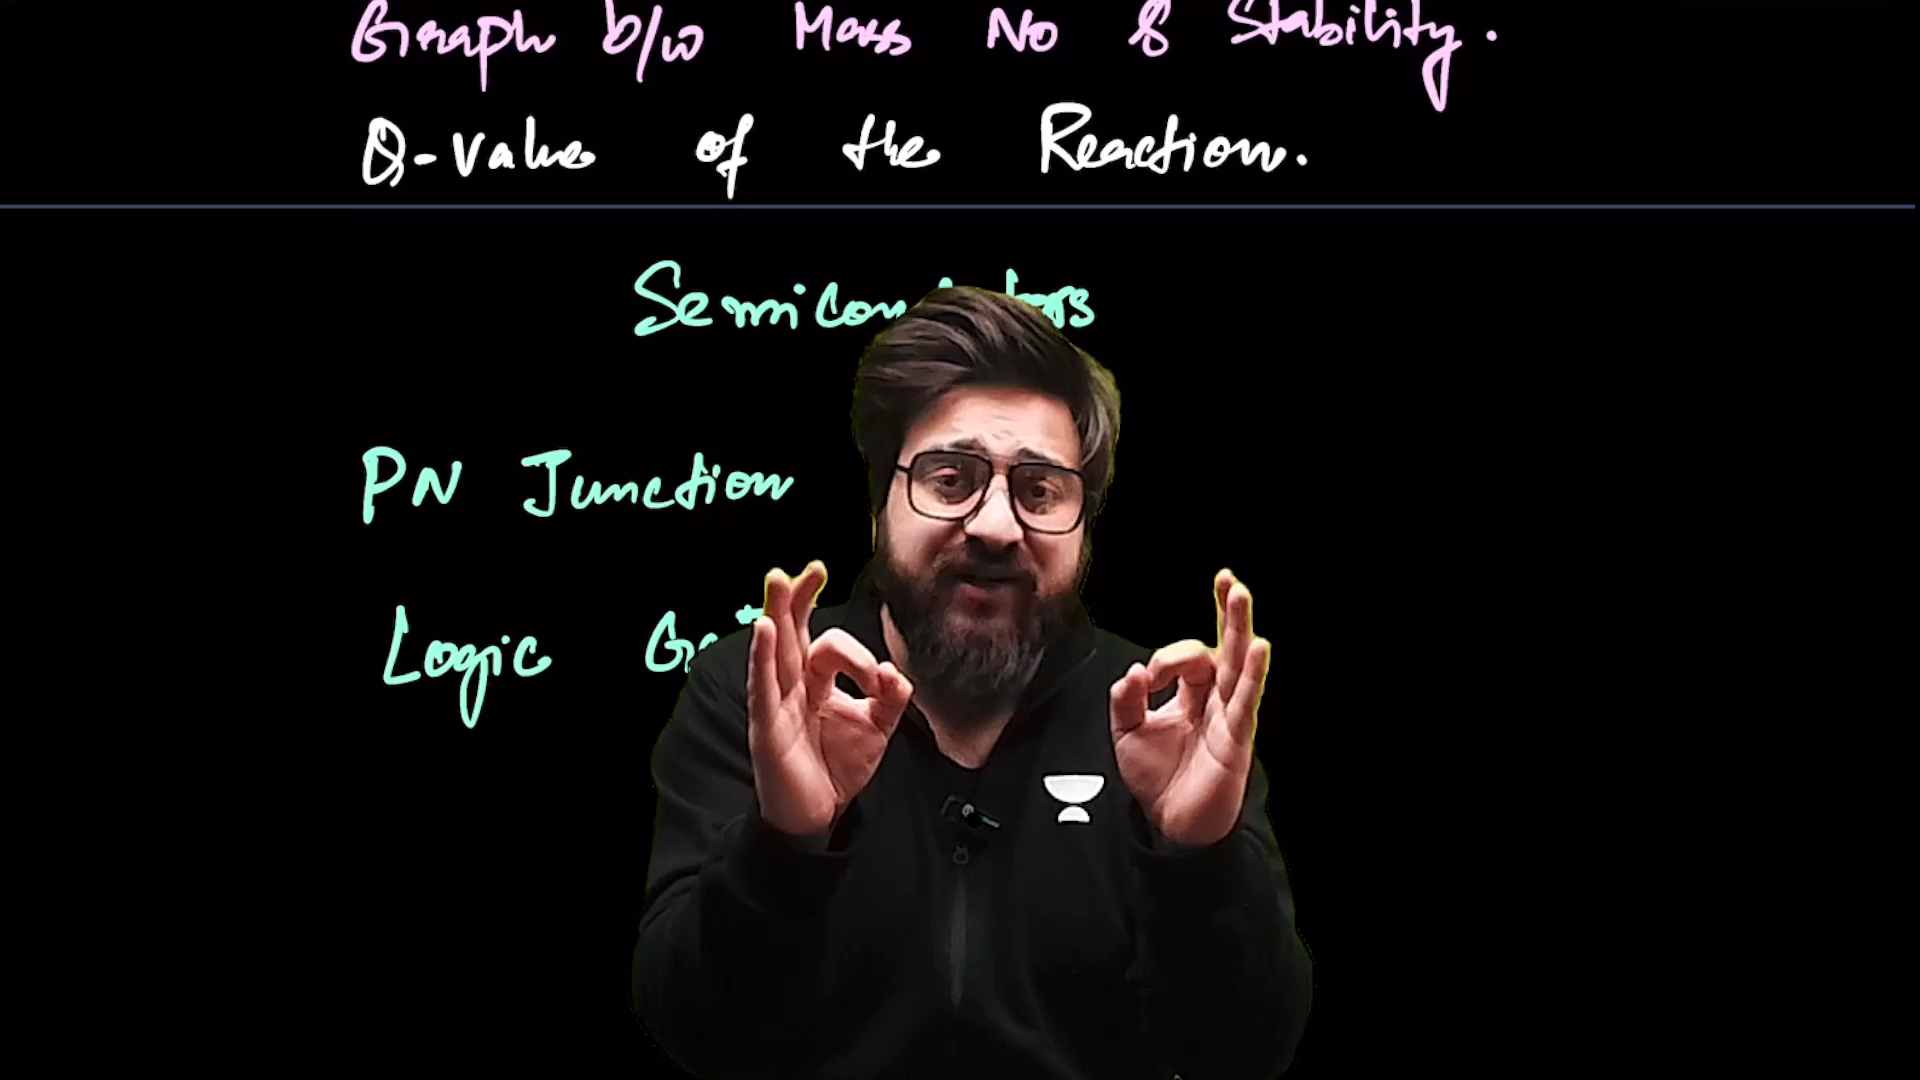 Graph b/w Mass No & Stability.
Q-Value of the Reaction.
PN Junction
Logic